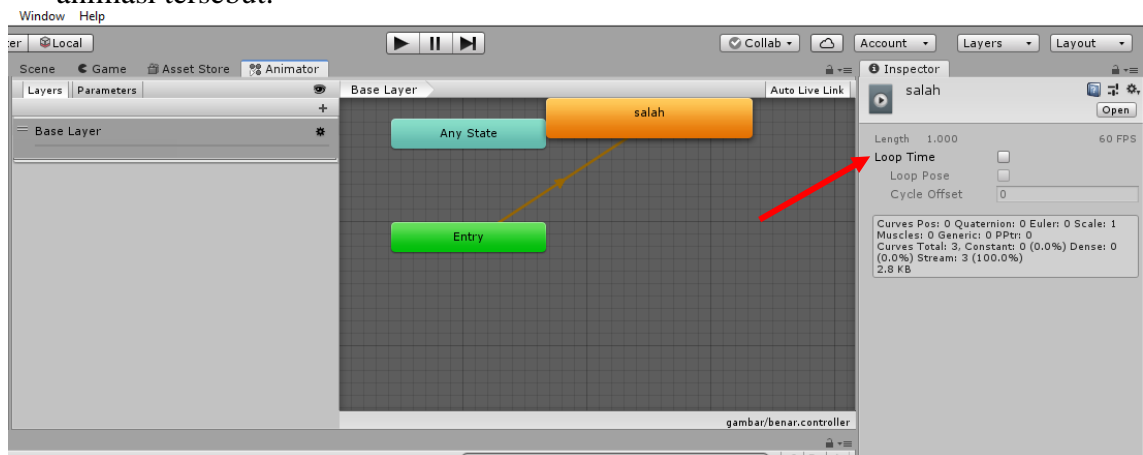 animasi tersebut.
Window Help
Local Collab Account Layers Layout
Scene Game Asset Store Animator Inspector
Layers Parameters Base Layer Auto Live Link salah
+ Open
Base Layer
salah
Any State
Length 1.000 60 FPS
Loop Time
Loop Pose
Cycle Offset 0
Entry
Curves Pos: 0 Quaternion: 0 Euler: 0 Scale: 1
Muscles: 0 Generic: 0 PPtr: 0
Curves Total: 3, Constant: 0 (0.0%) Dense: 0
(0.0%) Stream: 3 (100.0%)
2.8 KB
gambar/benar.controller